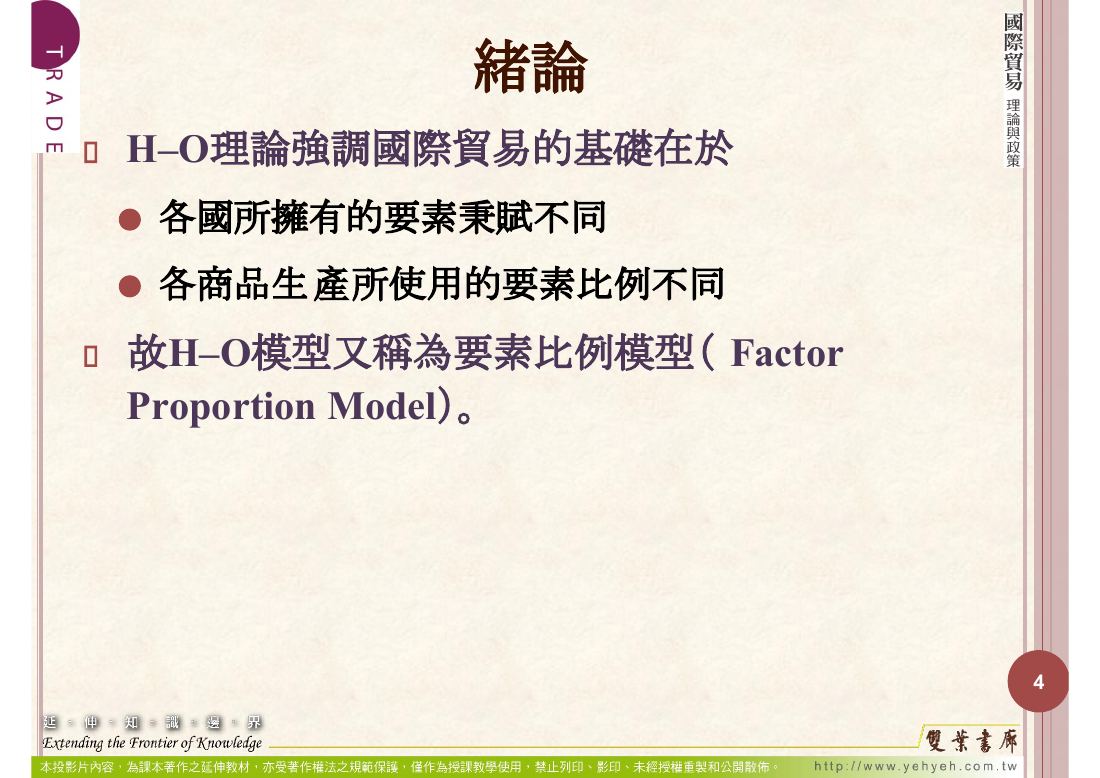 TRADE
國際貿易 理論與政策
緒論
H–O理論強調國際貿易的基礎在於
各國所擁有的要素秉賦不同
各商品生產所使用的要素比例不同
故H–O模型又稱為要素比例模型( Factor
Proportion Model)。
4
延‧伸‧知‧識‧邊‧界
Extending the Frontier of Knowledge
雙葉書廊
本投影片內容，為課本著作之延伸教材，亦受著作權法之規範保護，僅作為授課教學使用，禁止列印、影印、未經授權重製和公開散佈。
http://www.yehyeh.com.tw